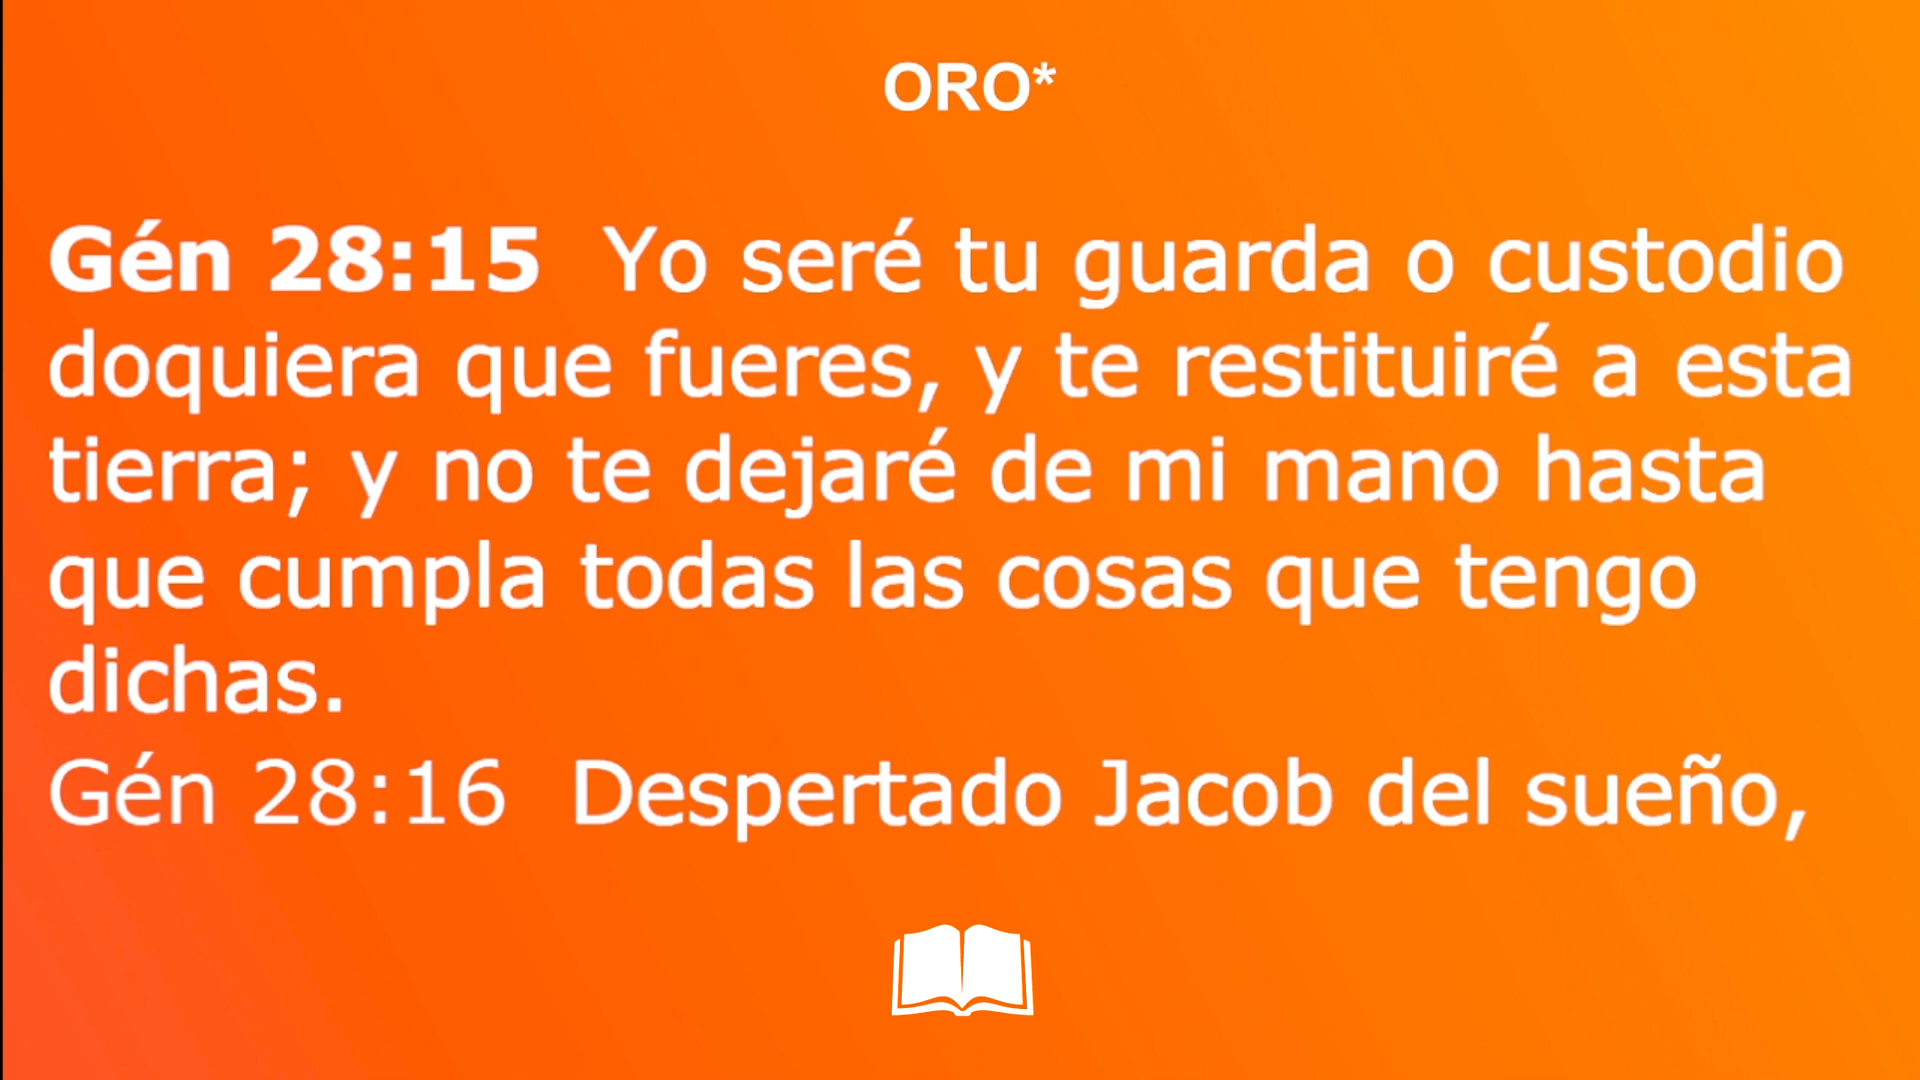 ORO*
Gén 28:15 Yo seré tu guarda o custodio
doquiera que fueres, y te restituiré a esta
tierra; y no te dejaré de mi mano hasta
que cumpla todas las cosas que tengo
dichas.
Gén 28:16 Despertado Jacob del sueño,